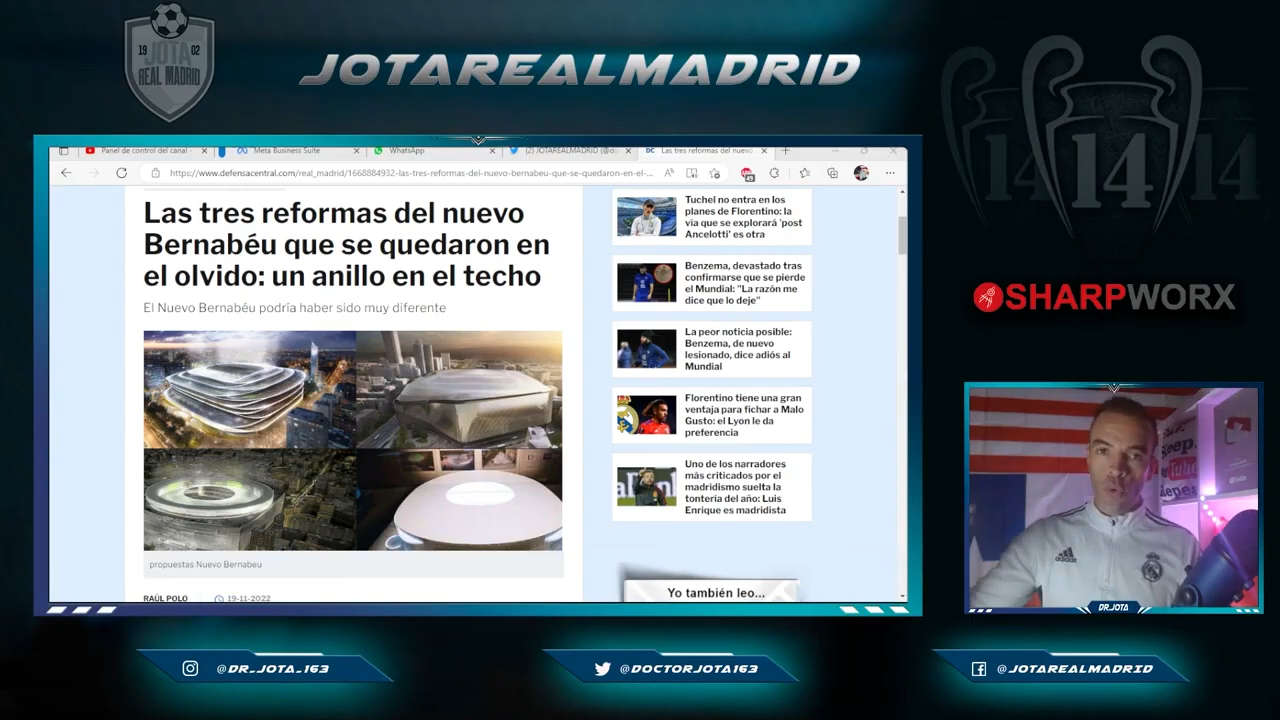 19 JOTA 02
REAL MADRID
JOTAREALMADRID
14 14 14
Panel de control del canal -
Meta Business Suite
WhatsApp
(2) JOTAREALMADRID (@d
DC Las tres reformas del nuevo
https://www.defensacentral.com/real_madrid/1668884932-las-tres-reformas-del-nuevo-bernabeu-que-se-quedaron-en-el-...
Las tres reformas del nuevo
Bernabéu que se quedaron en
el olvido: un anillo en el techo
El Nuevo Bernabéu podría haber sido muy diferente
propuestas Nuevo Bernabeu
RAÚL POLO
19-11-2022
Tuchel no entra en los
planes de Florentino: la
vía que se explorará 'post
Ancelotti' es otra
Benzema, devastado tras
confirmarse que se pierde
el Mundial: "La razón me
dice que lo deje"
La peor noticia posible:
Benzema, de nuevo
lesionado, dice adiós al
Mundial
Florentino tiene una gran
ventaja para fichar a Malo
Gusto: el Lyon le da
preferencia
Uno de los narradores
más criticados por el
madridismo suelta la
tontería del año: Luis
Enrique es madridista
Yo también leo...
SHARPWORX
adidas
DR.JOTA
@DR_JOTA_163
@DOCTORJOTA163
@JOTAREALMADRID